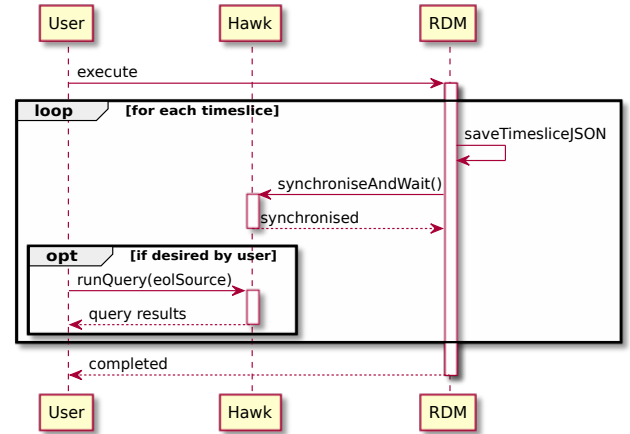 User Hawk RDM
execute
loop [for each timeslice]
saveTimesliceJSON
synchroniseAndWait()
synchronised
opt [if desired by user]
runQuery(eolSource)
query results
completed
User Hawk RDM